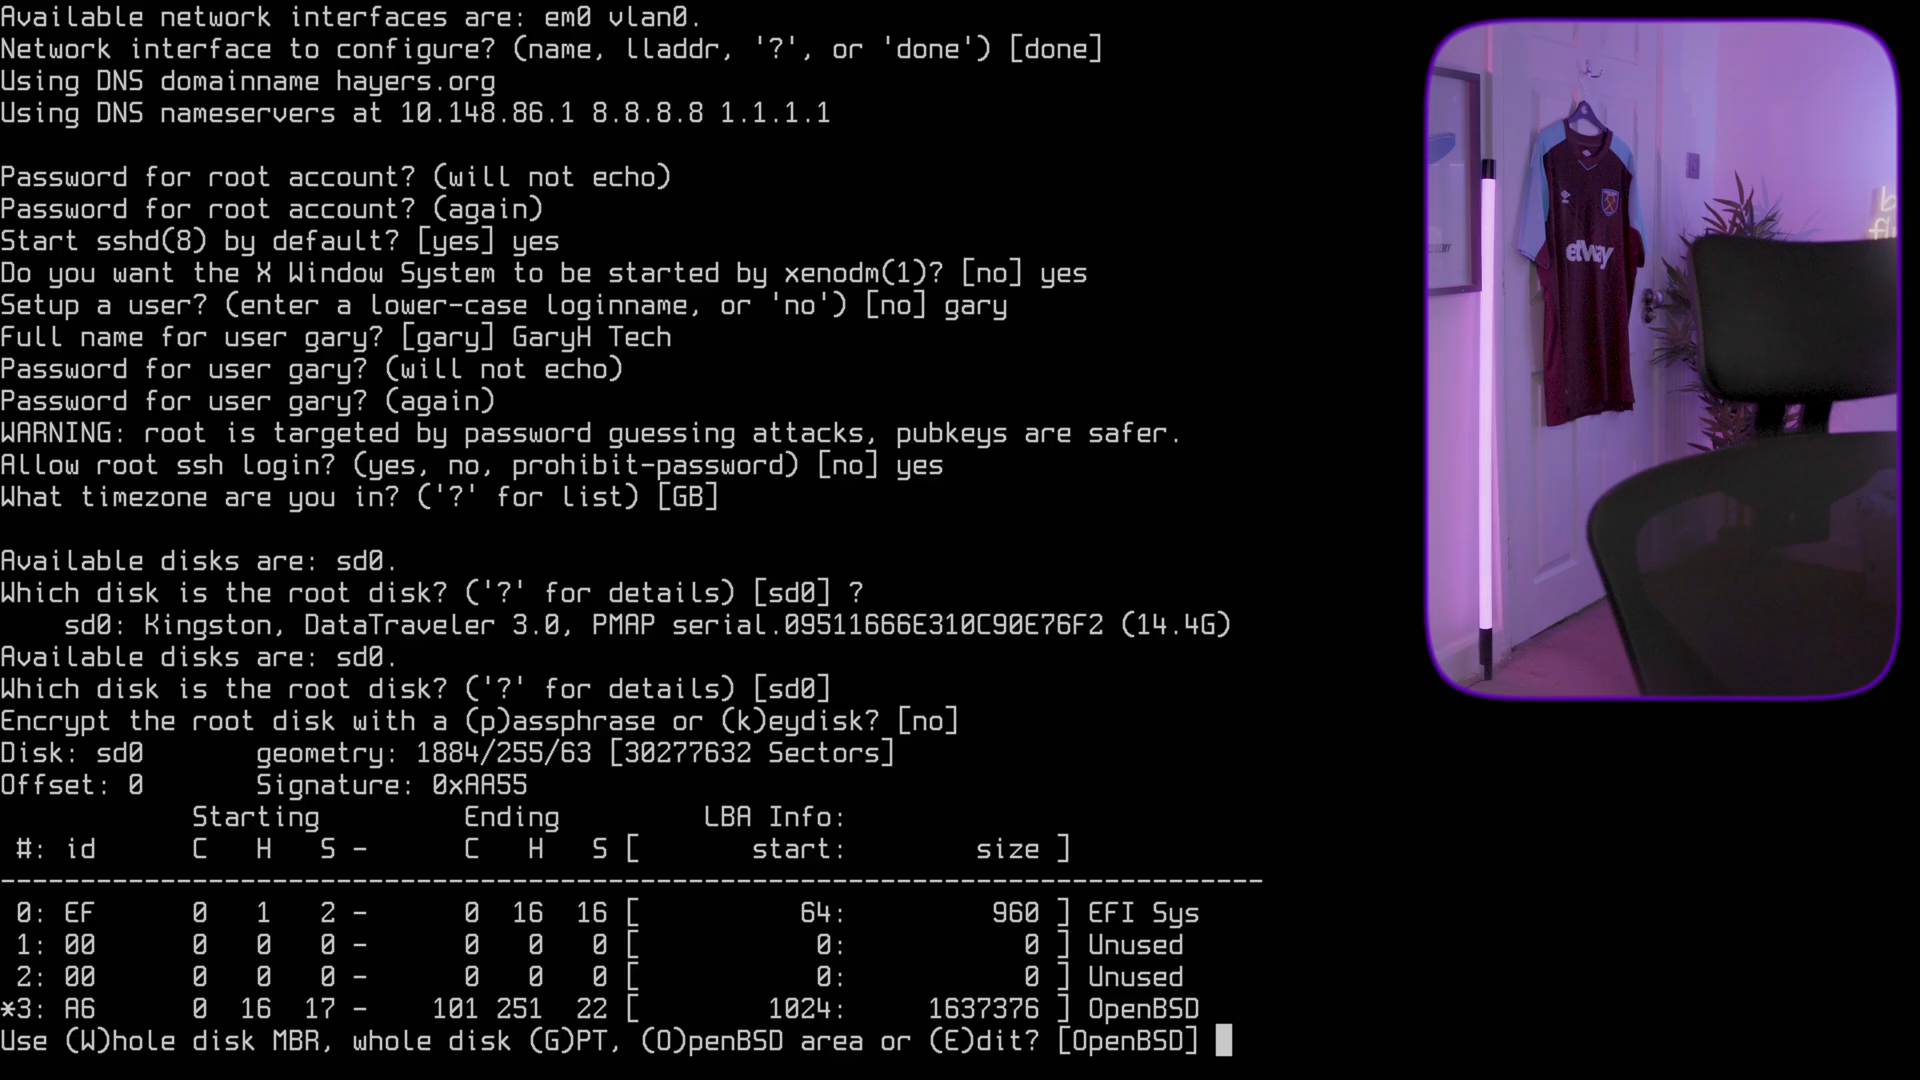 Available network interfaces are: em0 vlan0.
Network interface to configure? (name, lladdr, '?', or 'done') [done]
Using DNS domainname hayers.org
Using DNS nameservers at 10.148.86.1 8.8.8.8 1.1.1.1
Password for root account? (will not echo)
Password for root account? (again)
Start sshd(8) by default? [yes] yes
Do you want the X Window System to be started by xenodm(1)? [no] yes
Setup a user? (enter a lower-case loginname, or 'no') [no] gary
Full name for user gary? [gary] GaryH Tech
Password for user gary? (will not echo)
Password for user gary? (again)
WARNING: root is targeted by password guessing attacks, pubkeys are safer.
Allow root ssh login? (yes, no, prohibit-password) [no] yes
What timezone are you in? ('?' for list) [GB]
Available disks are: sd0.
Which disk is the root disk? ('?' for details) [sd0] ?
sd0: Kingston, DataTraveler 3.0, PMAP serial.09511666E310C90E76F2 (14.4G)
Available disks are: sd0.
Which disk is the root disk? ('?' for details) [sd0]
Encrypt the root disk with a (p)assphrase or (k)eydisk? [no]
Disk: sd0 geometry: 1884/255/63 [30277632 Sectors]
Offset: 0 Signature: 0xAA55
Starting Ending LBA Info:
#: id C H S - C H S [ start: size ]
-------------------------------------------------------------------------------
0: EF 0 1 2 - 0 16 16 [ 64: 960 ] EFI Sys
1: 00 0 0 0 - 0 0 0 [ 0: 0 ] Unused
2: 00 0 0 0 - 0 0 0 [ 0: 0 ] Unused
*3: A6 0 16 17 - 101 251 22 [ 1024: 1637376 ] OpenBSD
Use (W)hole disk MBR, whole disk (G)PT, (O)penBSD area or (E)dit? [OpenBSD]